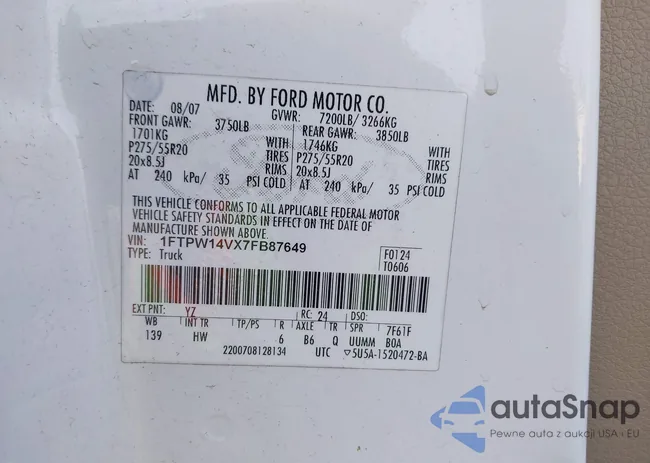 MFD. BY FORD MOTOR CO.
DATE: 08/07 GVWR: 7200LB/ 3266KG
FRONT GAWR: 3750LB REAR GAWR: 3850LB
1701KG WITH 1746KG WITH
P275/55R20 TIRES P275/55R20 TIRES
20x8.5J RIMS 20x8.5J RIMS
AT 240 kPa/ 35 PSI COLD AT 240 kPa/ 35 PSI COLD
THIS VEHICLE CONFORMS TO ALL APPLICABLE FEDERAL MOTOR
VEHICLE SAFETY STANDARDS IN EFFECT ON THE DATE OF
MANUFACTURE SHOWN ABOVE.
VIN: 1FTPW14VX7FB87649 F0124
TYPE: Truck T0606
EXT PNT: YZ RC: 24 DSO:
WB INT TR TP/PS R AXLE TR SPR 7F61F
139 HW 6 B6 Q UUMM BOA
2200708128134 UTC ▽5U5A-1520472-BA
autaSnap
Pewne auta z aukcji USA i EU